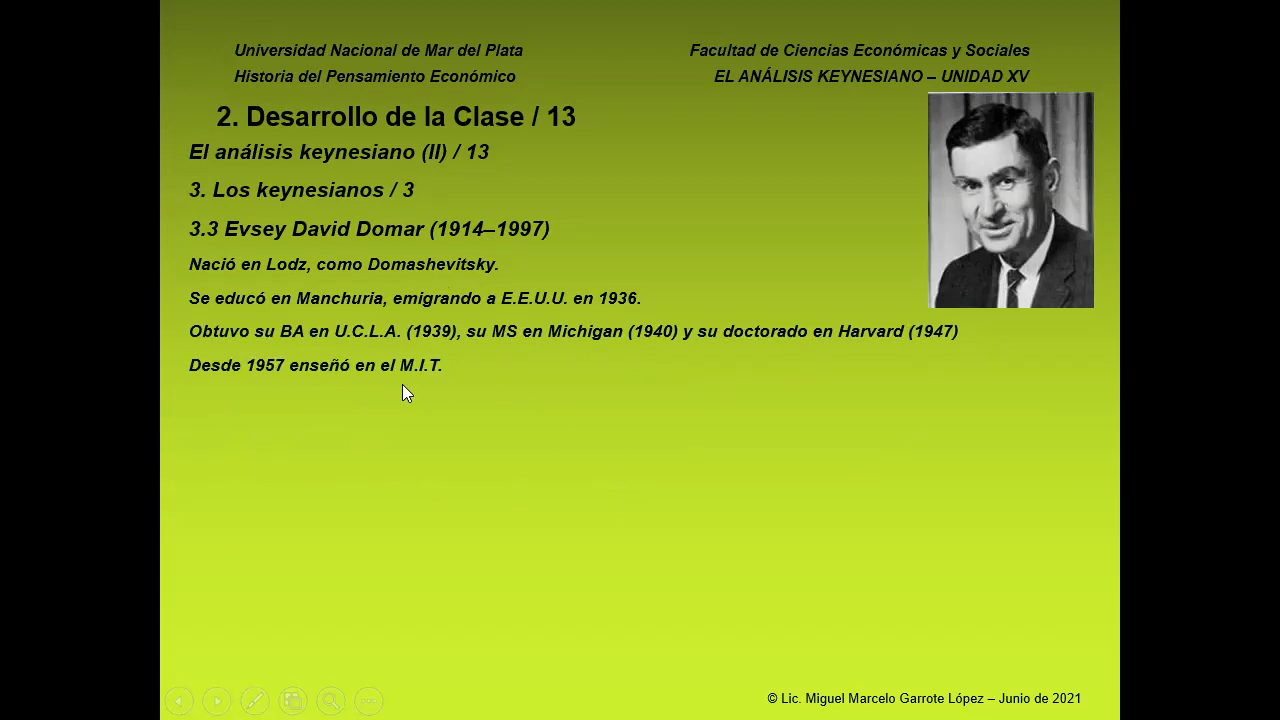 Universidad Nacional de Mar del Plata
Facultad de Ciencias Económicas y Sociales
Historia del Pensamiento Económico
EL ANÁLISIS KEYNESIANO – UNIDAD XV
2. Desarrollo de la Clase / 13
El análisis keynesiano (II) / 13
3. Los keynesianos / 3
3.3 Evsey David Domar (1914–1997)
Nació en Lodz, como Domashevitsky.
Se educó en Manchuria, emigrando a E.E.U.U. en 1936.
Obtuvo su BA en U.C.L.A. (1939), su MS en Michigan (1940) y su doctorado en Harvard (1947)
Desde 1957 enseñó en el M.I.T.
© Lic. Miguel Marcelo Garrote López – Junio de 2021